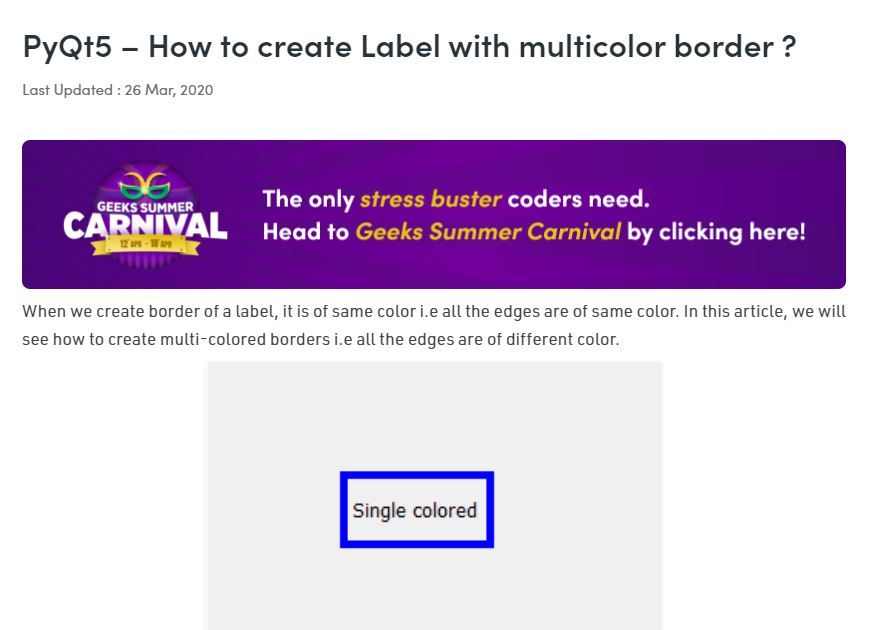 PyQt5 – How to create Label with multicolor border ?
Last Updated : 26 Mar, 2020
GEEKS SUMMER
CARNIVAL
12 APR - 18 APR
The only stress buster coders need.
Head to Geeks Summer Carnival by clicking here!
When we create border of a label, it is of same color i.e all the edges are of same color. In this article, we will
see how to create multi-colored borders i.e all the edges are of different color.
Single colored